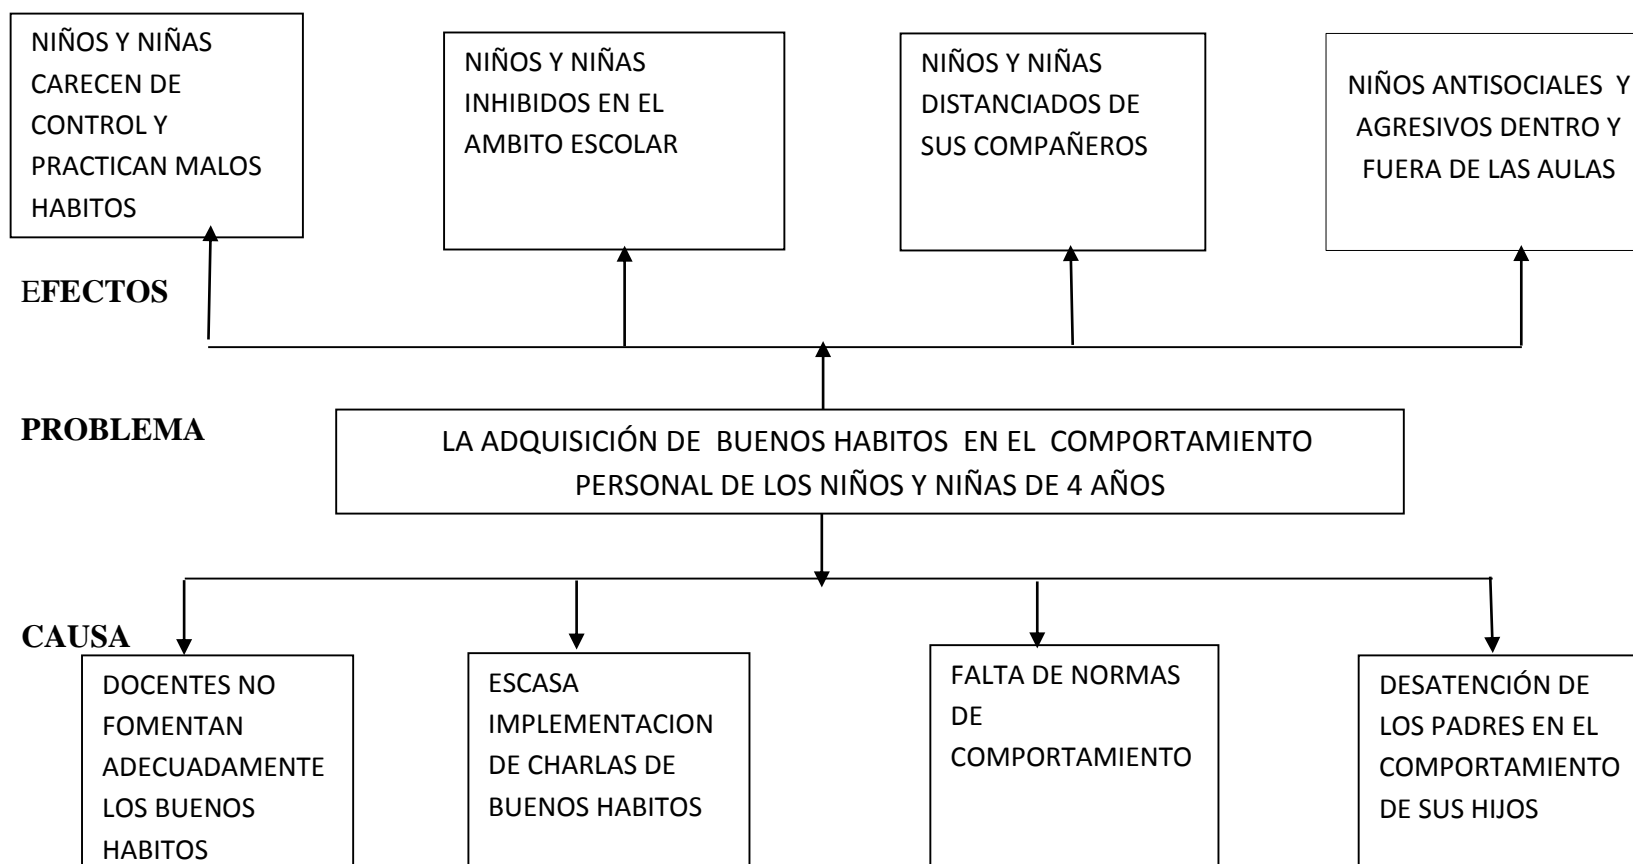 NIÑOS Y NIÑAS
CARECEN DE
CONTROL Y
PRACTICAN MALOS
HABITOS
NIÑOS Y NIÑAS
INHIBIDOS EN EL
AMBITO ESCOLAR
NIÑOS Y NIÑAS
DISTANCIADOS DE
SUS COMPAÑEROS
NIÑOS ANTISOCIALES Y
AGRESIVOS DENTRO Y
FUERA DE LAS AULAS
EFECTOS
PROBLEMA
LA ADQUISICIÓN DE BUENOS HABITOS EN EL COMPORTAMIENTO
PERSONAL DE LOS NIÑOS Y NIÑAS DE 4 AÑOS
CAUSA
DOCENTES NO
FOMENTAN
ADECUADAMENTE
LOS BUENOS
HABITOS
ESCASA
IMPLEMENTACION
DE CHARLAS DE
BUENOS HABITOS
FALTA DE NORMAS
DE
COMPORTAMIENTO
DESATENCIÓN DE
LOS PADRES EN EL
COMPORTAMIENTO
DE SUS HIJOS